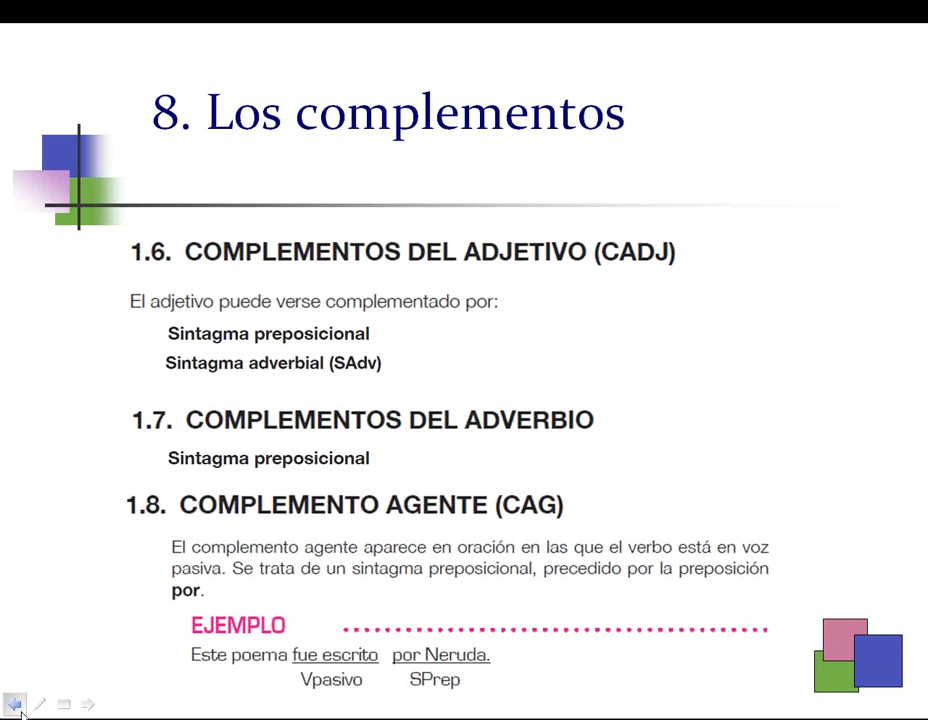 8. Los complementos
1.6. COMPLEMENTOS DEL ADJETIVO (CADJ)
El adjetivo puede verse complementado por:
Sintagma preposicional
Sintagma adverbial (SAdv)
1.7. COMPLEMENTOS DEL ADVERBIO
Sintagma preposicional
1.8. COMPLEMENTO AGENTE (CAG)
El complemento agente aparece en oración en las que el verbo está en voz
pasiva. Se trata de un sintagma preposicional, precedido por la preposición
por.
EJEMPLO
Este poema fue escrito por Neruda.
Vpasivo SPrep